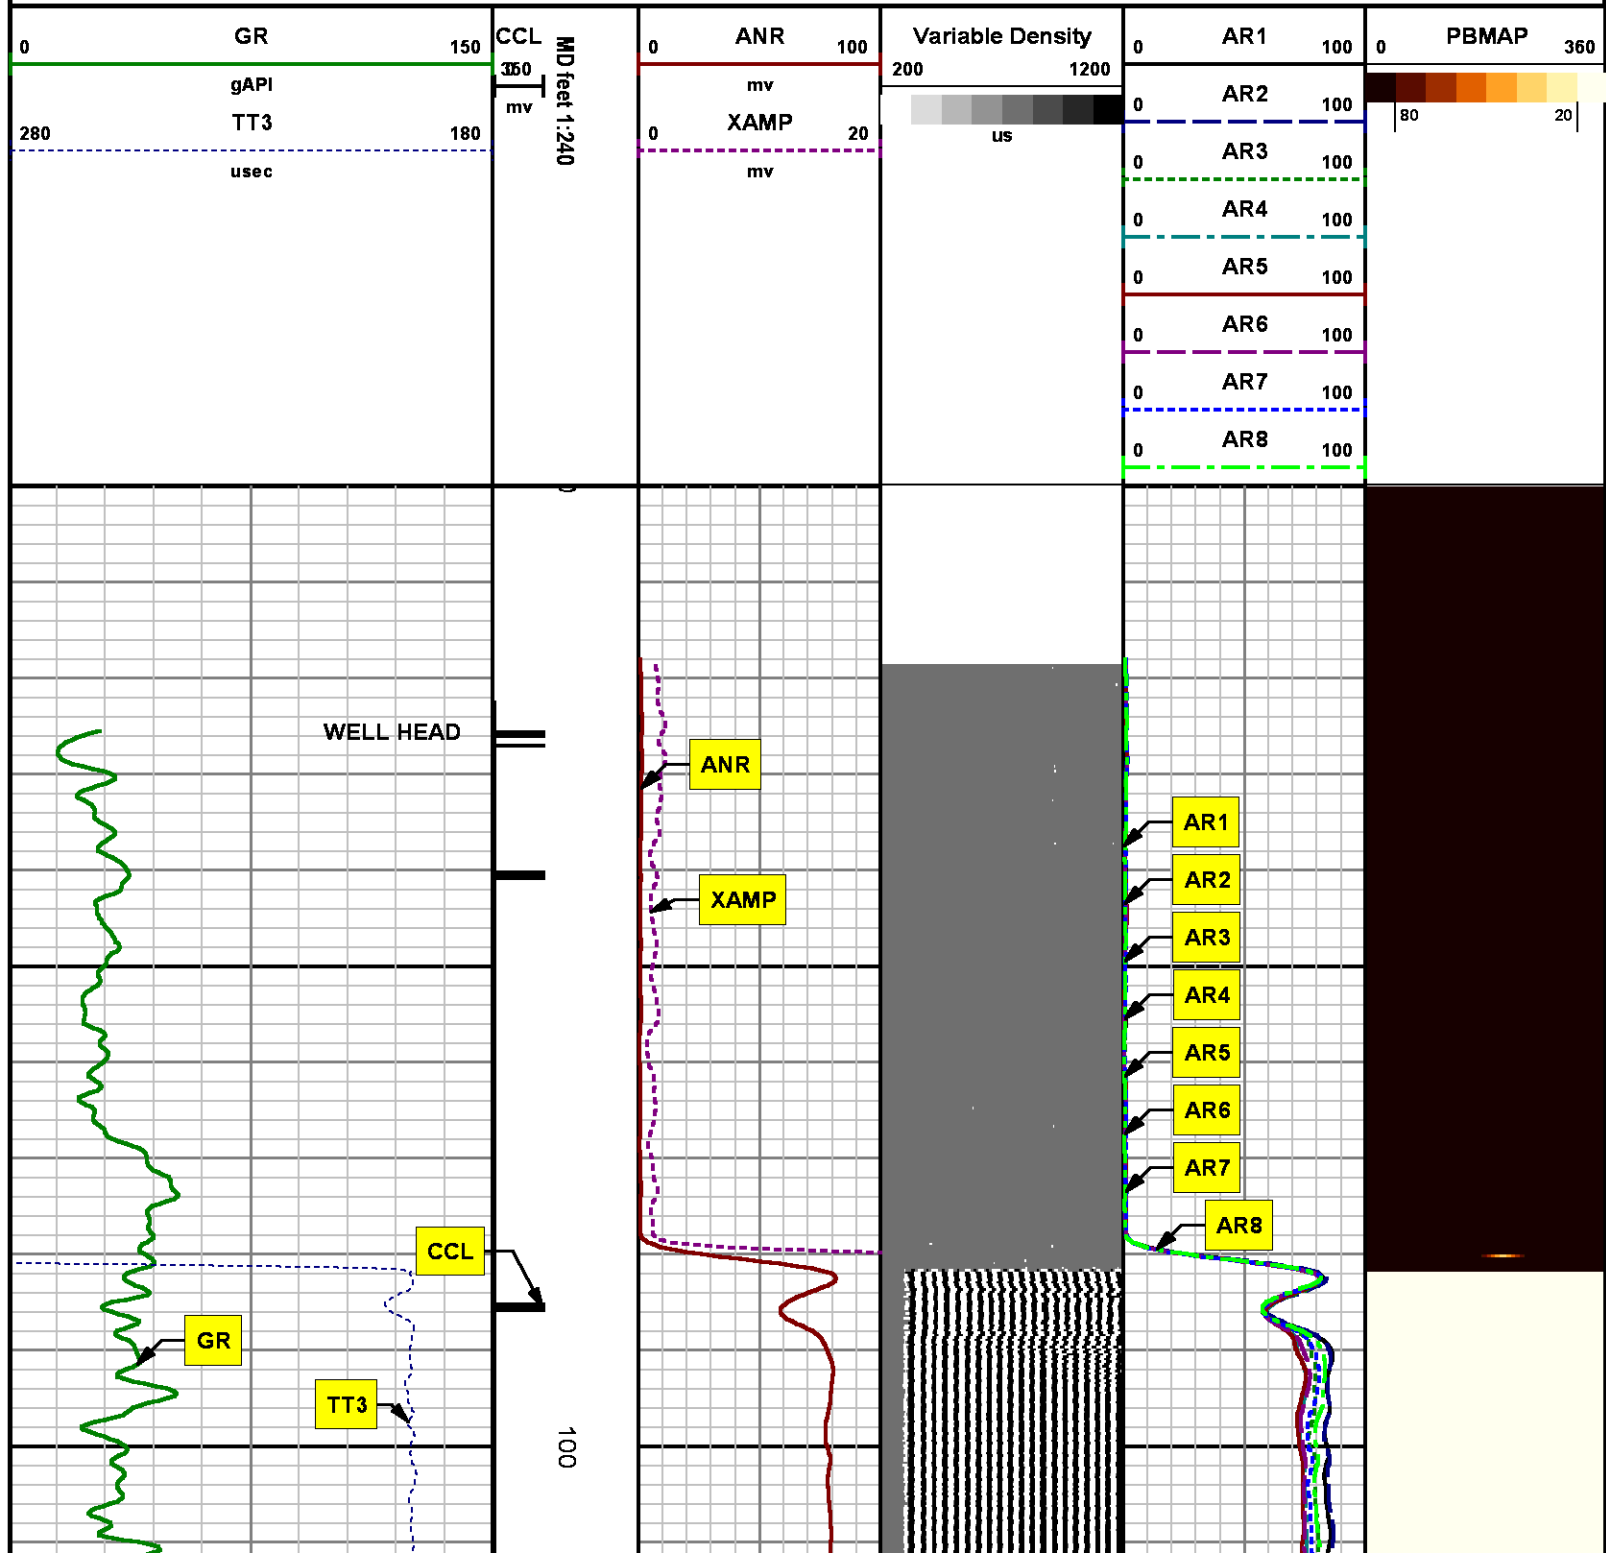 GR
0 150
gAPI
TT3
280 180
usec
CCL
mv
MD feet 1:240
ANR
0 100
mv
XAMP
0 20
mv
Variable Density
200 1200
us
AR1
0 100
AR2
0 100
AR3
0 100
AR4
0 100
AR5
0 100
AR6
0 100
AR7
0 100
AR8
0 100
PBMAP
0 360
80 20
WELL HEAD
ANR
XAMP
AR1
AR2
AR3
AR4
AR5
AR6
AR7
AR8
CCL
GR
TT3
100